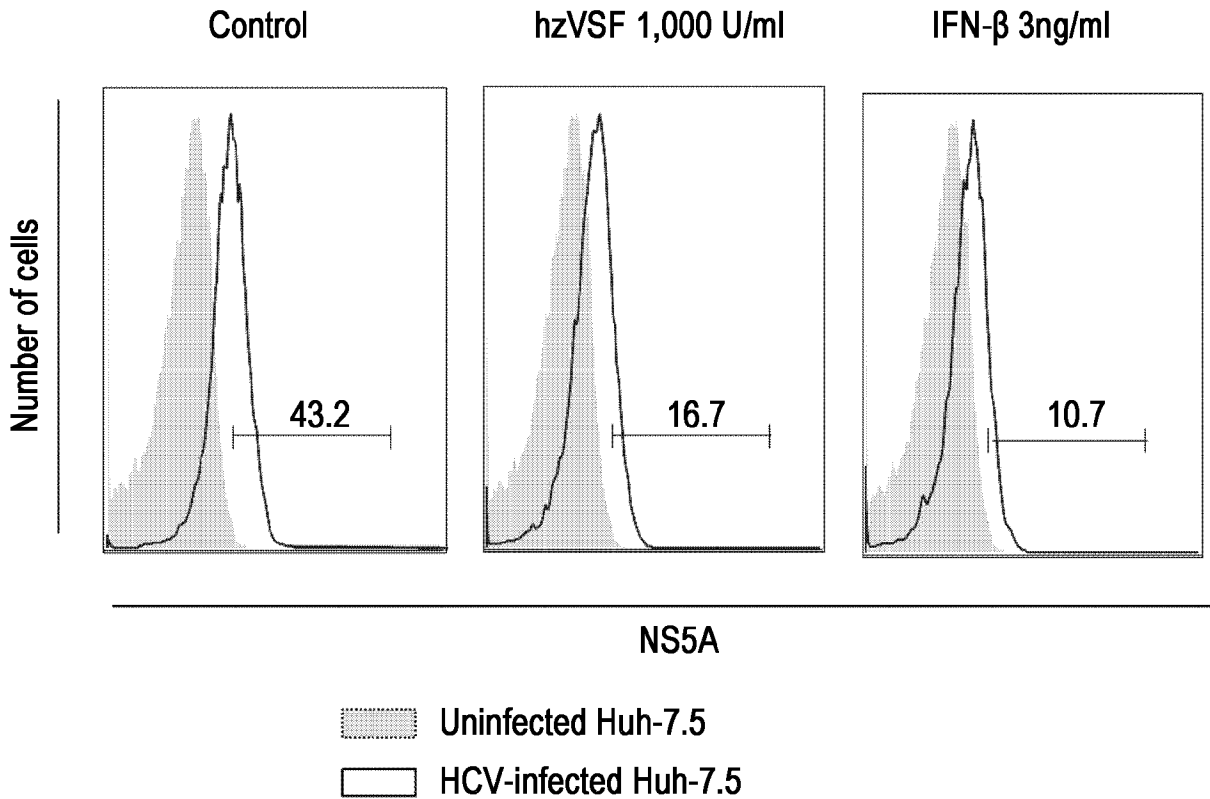 Control
hzVSF 1,000 U/ml
IFN-β 3ng/ml
Number of cells
43.2
16.7
10.7
NS5A
Uninfected Huh-7.5
HCV-infected Huh-7.5